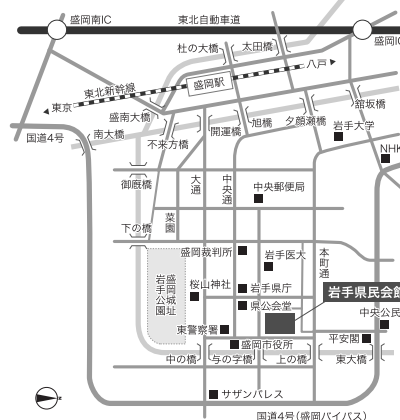 盛岡南IC
東北自動車道
盛岡IC
杜の大橋
太田橋
盛岡駅
八戸
東北新幹線
東京
盛南大橋
舘坂橋
国道4号
南大橋
不来方橋
開運橋
旭橋
夕顔瀬橋
岩手大学
NHK
御厩橋
大通
中央通
中央郵便局
菜園
下の橋
盛岡裁判所
岩手医大
本町通
盛岡城址
岩手公園
桜山神社
岩手県庁
県公会堂
岩手県民会館
中央公民
東警察署
盛岡市役所
平安閣
中の橋
与の字橋
上の橋
東大橋
サザンパレス
国道4号(盛岡バイパス)